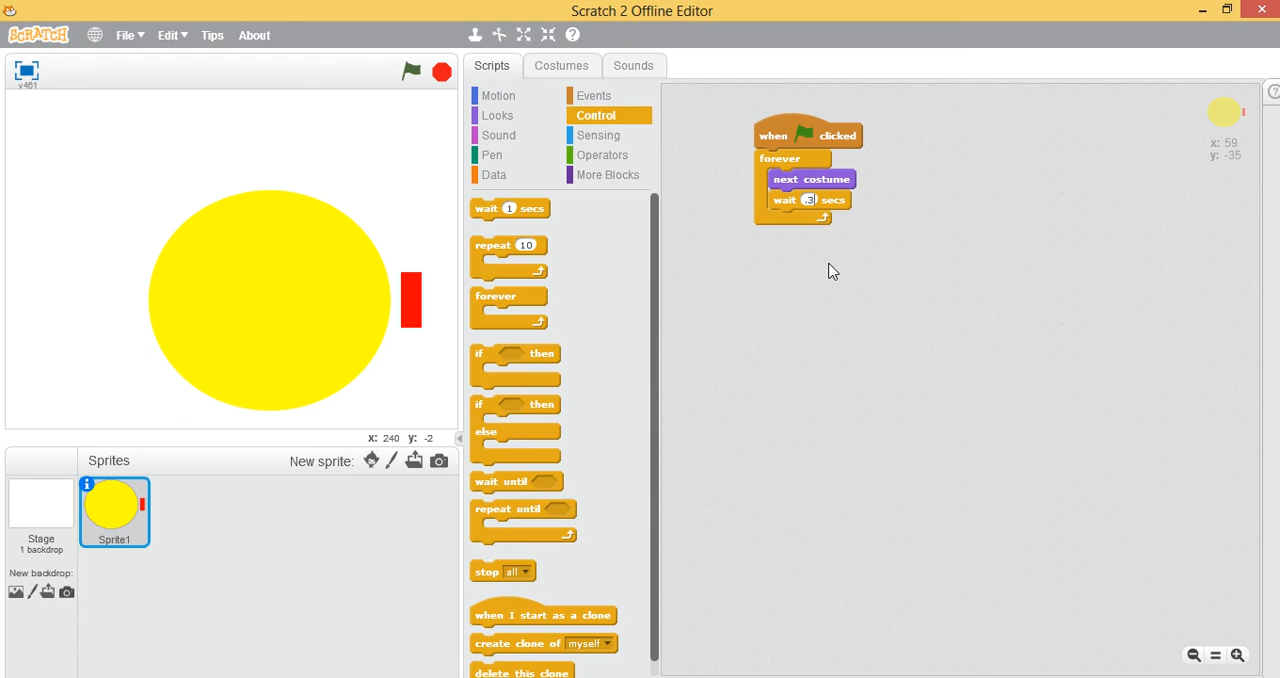 Scratch 2 Offline Editor
SCRATCH File Edit Tips About
v461
Scripts Costumes Sounds
Motion Events
Looks Control
Sound Sensing
Pen Operators
Data More Blocks
wait 1 secs
repeat 10
forever
if then
if then
else
wait until
repeat until
stop all
when I start as a clone
create clone of myself
delete this clone
when clicked
forever
next costume
wait .3 secs
x: 59
y: -35
x: 240 y: -2
Sprites New sprite:
Stage
1 backdrop
Sprite1
New backdrop: